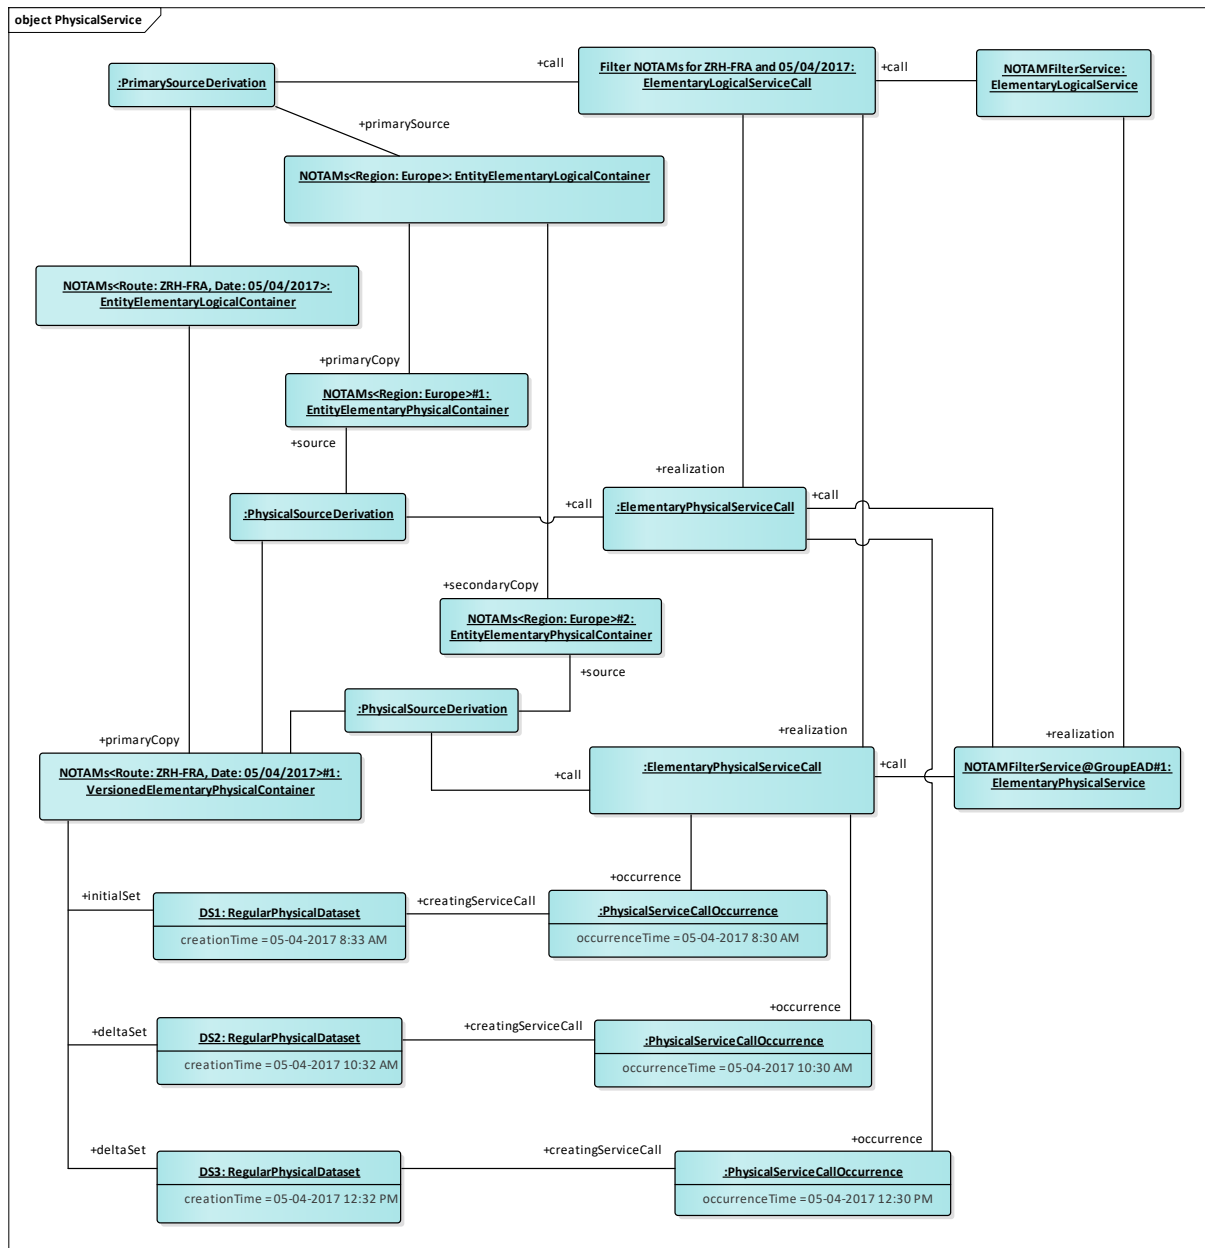 object PhysicalService
:PrimarySourceDerivation
+call
Filter NOTAMs for ZRH-FRA and 05/04/2017:
ElementaryLogicalServiceCall
+call
NOTAMFilterService:
ElementaryLogicalService
+primarySource
NOTAMs<Region: Europe>: EntityElementaryLogicalContainer
NOTAMs<Route: ZRH-FRA, Date: 05/04/2017>:
EntityElementaryLogicalContainer
+primaryCopy
NOTAMs<Region: Europe>#1:
EntityElementaryPhysicalContainer
+source
+realization
:PhysicalSourceDerivation
+call
:ElementaryPhysicalServiceCall
+call
+secondaryCopy
NOTAMs<Region: Europe>#2:
EntityElementaryPhysicalContainer
+source
:PhysicalSourceDerivation
+primaryCopy
+realization
+realization
NOTAMs<Route: ZRH-FRA, Date: 05/04/2017>#1:
VersionedElementaryPhysicalContainer
+call
:ElementaryPhysicalServiceCall
+call
NOTAMFilterService@GroupEAD#1:
ElementaryPhysicalService
+occurrence
+initialSet
DS1: RegularPhysicalDataset
creationTime = 05-04-2017 8:33 AM
+creatingServiceCall
:PhysicalServiceCallOccurrence
occurrenceTime = 05-04-2017 8:30 AM
+occurrence
+deltaSet
DS2: RegularPhysicalDataset
creationTime = 05-04-2017 10:32 AM
+creatingServiceCall
:PhysicalServiceCallOccurrence
occurrenceTime = 05-04-2017 10:30 AM
+occurrence
+deltaSet
DS3: RegularPhysicalDataset
creationTime = 05-04-2017 12:32 PM
+creatingServiceCall
:PhysicalServiceCallOccurrence
occurrenceTime = 05-04-2017 12:30 PM